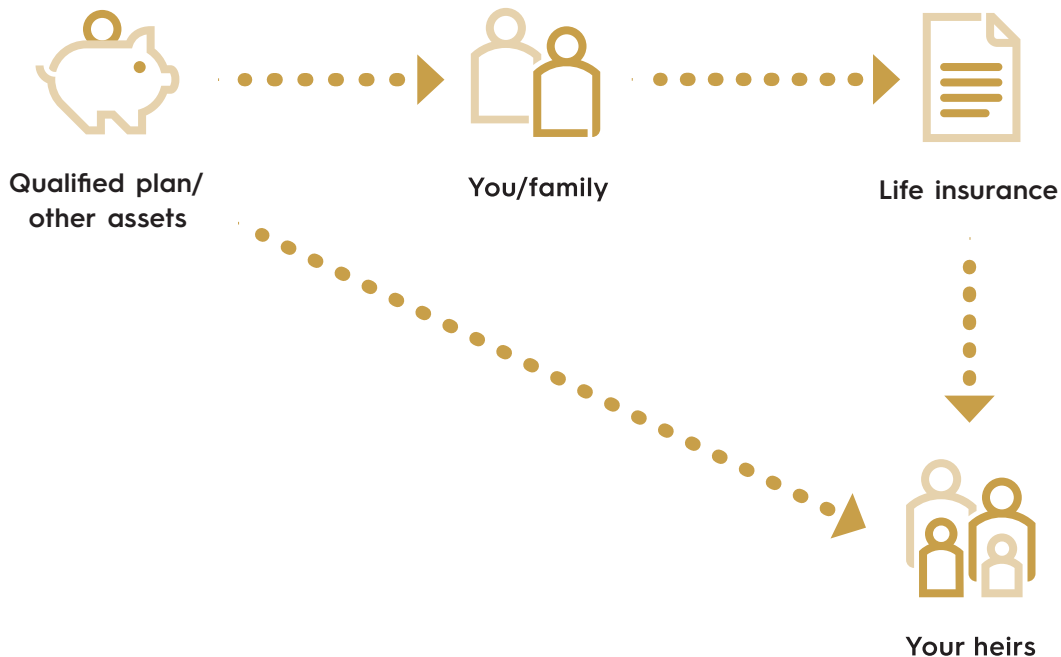 Qualified plan/
other assets
You/family
Life insurance
Your heirs